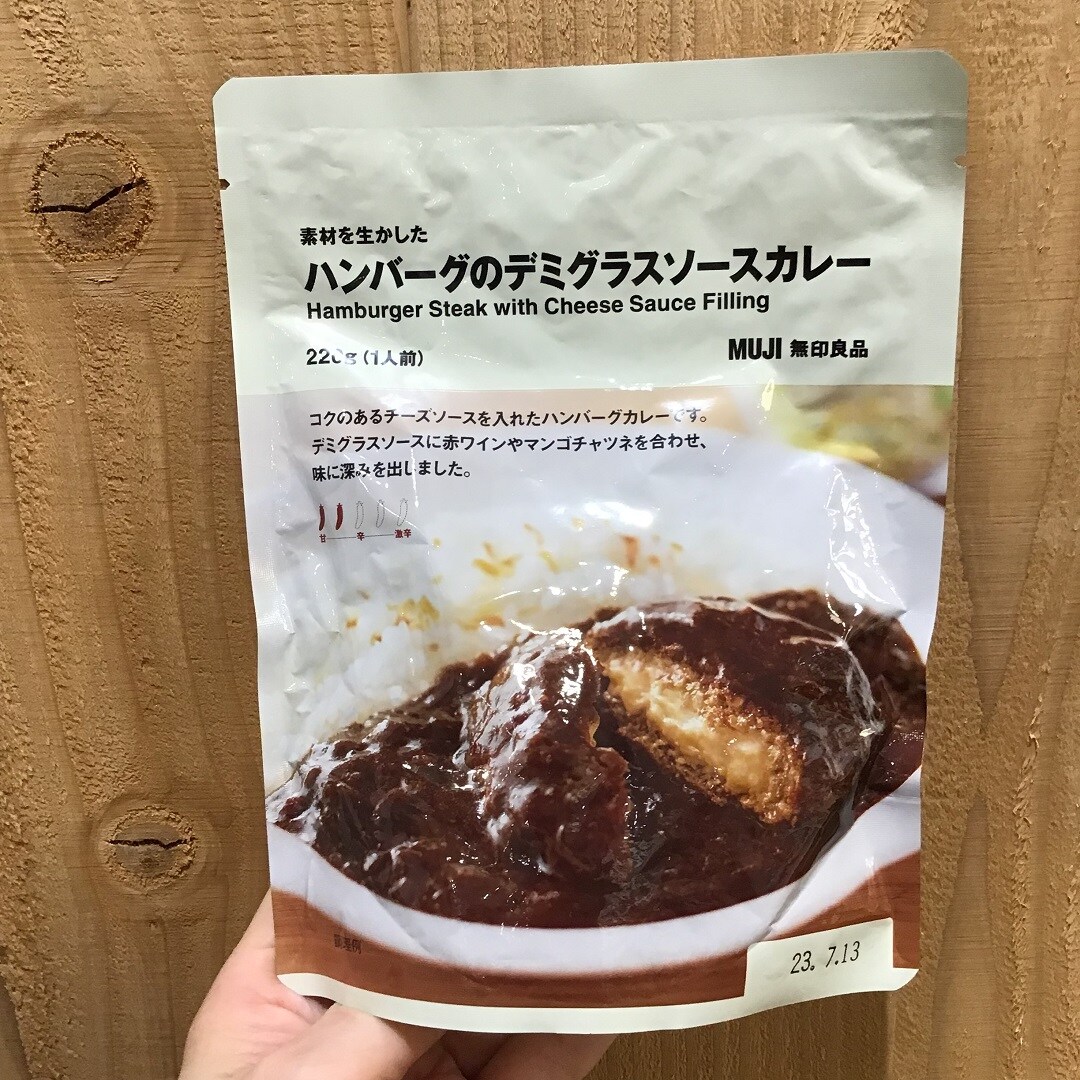 素材を生かした
ハンバーグのデミグラスソースカレー
Hamburger Steak with Cheese Sauce Filling
220g（1人前）
MUJI 無印良品
コクのあるチーズソースを入れたハンバーグカレーです。
デミグラスソースに赤ワインやマンゴチャツネを合わせ、
味に深みを出しました。
甘 辛 激辛
23. 7.13